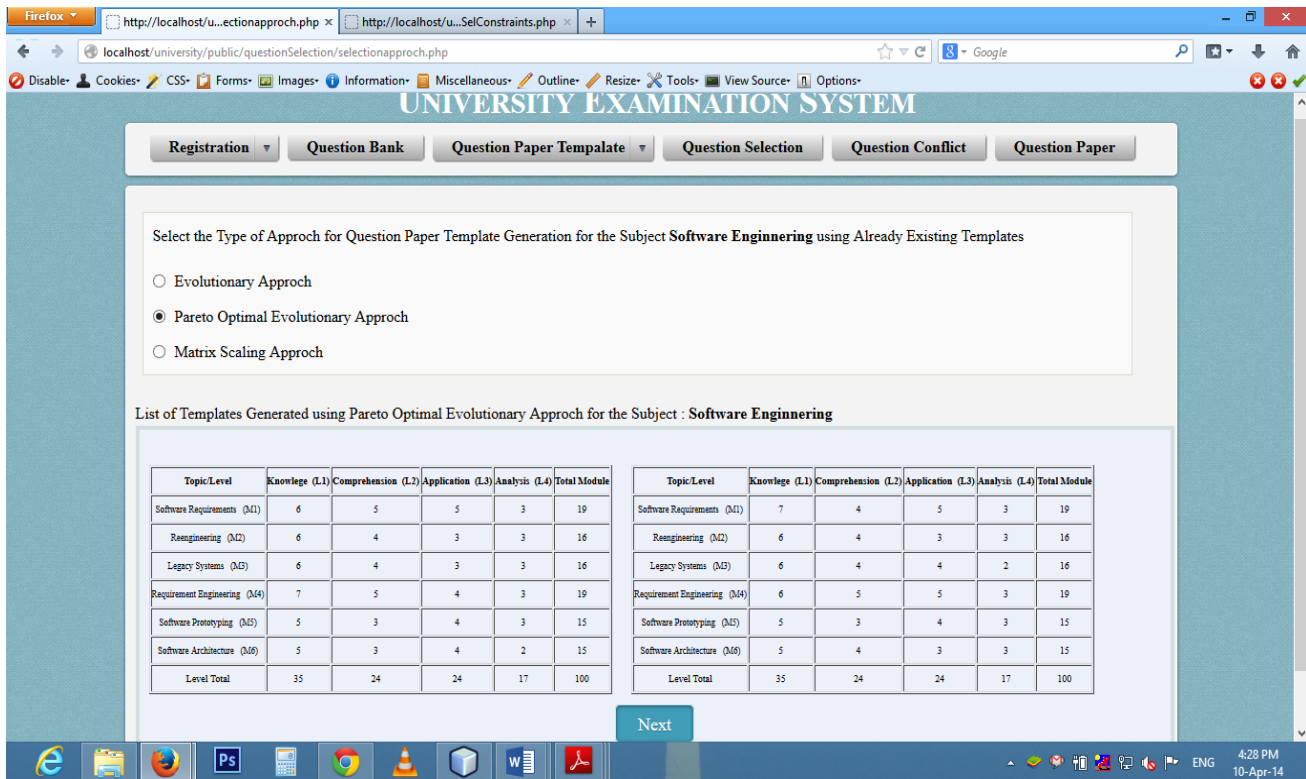 Firefox
http://localhost/u...ectionapproch.php
http://localhost/u...SelConstraints.php
localhost/university/public/questionSelection/selectionapproch.php
Google
Disable Cookies CSS Forms Images Information Miscellaneous Outline Resize Tools View Source Options
UNIVERSITY EXAMINATION SYSTEM
Registration Question Bank Question Paper Tempalate Question Selection Question Conflict Question Paper
Select the Type of Approch for Question Paper Template Generation for the Subject Software Enginnering using Already Existing Templates
Evolutionary Approch
Pareto Optimal Evolutionary Approch
Matrix Scaling Approch
List of Templates Generated using Pareto Optimal Evolutionary Approch for the Subject : Software Enginnering
Topic/Level Knowlege (L1) Comprehension (L2) Application (L3) Analysis (L4) Total Module
Software Requirements (M1) 6 5 5 3 19
Reengineering (M2) 6 4 3 3 16
Legacy Systems (M3) 6 4 3 3 16
Requirement Engineering (M4) 7 5 4 3 19
Software Prototyping (M5) 5 3 4 3 15
Software Architecture (M6) 5 3 4 2 15
Level Total 35 24 24 17 100
Topic/Level Knowlege (L1) Comprehension (L2) Application (L3) Analysis (L4) Total Module
Software Requirements (M1) 7 4 5 3 19
Reengineering (M2) 6 4 3 3 16
Legacy Systems (M3) 6 4 4 2 16
Requirement Engineering (M4) 6 5 5 3 19
Software Prototyping (M5) 5 3 4 3 15
Software Architecture (M6) 5 4 3 3 15
Level Total 35 24 24 17 100
Next
Ps
ENG
4:28 PM
10-Apr-14